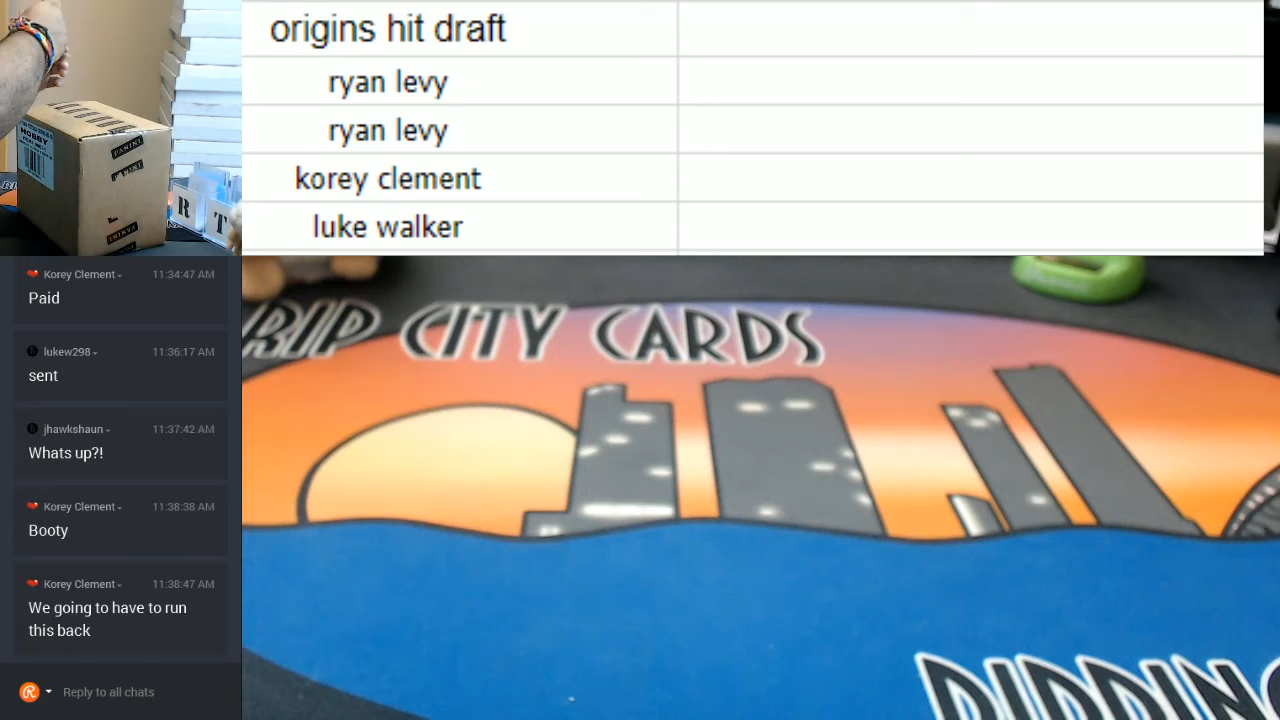 origins hit draft
ryan levy
ryan levy
korey clement
luke walker
HOBBY
PANINI
PANINI
R T
Korey Clement 11:34:47 AM
Paid
lukew298 11:36:17 AM
sent
jhawkshaun 11:37:42 AM
Whats up?!
Korey Clement 11:38:38 AM
Booty
Korey Clement 11:38:47 AM
We going to have to run
this back
Reply to all chats
RIP CITY CARDS